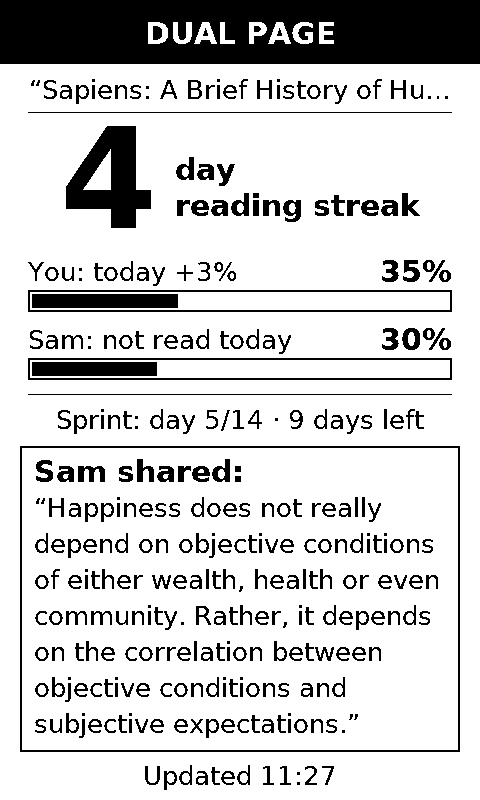 DUAL PAGE
“Sapiens: A Brief History of Hu...
4
day
reading streak
You: today +3% 35%
Sam: not read today 30%
Sprint: day 5/14 · 9 days left
Sam shared:
“Happiness does not really
depend on objective conditions
of either wealth, health or even
community. Rather, it depends
on the correlation between
objective conditions and
subjective expectations.”
Updated 11:27